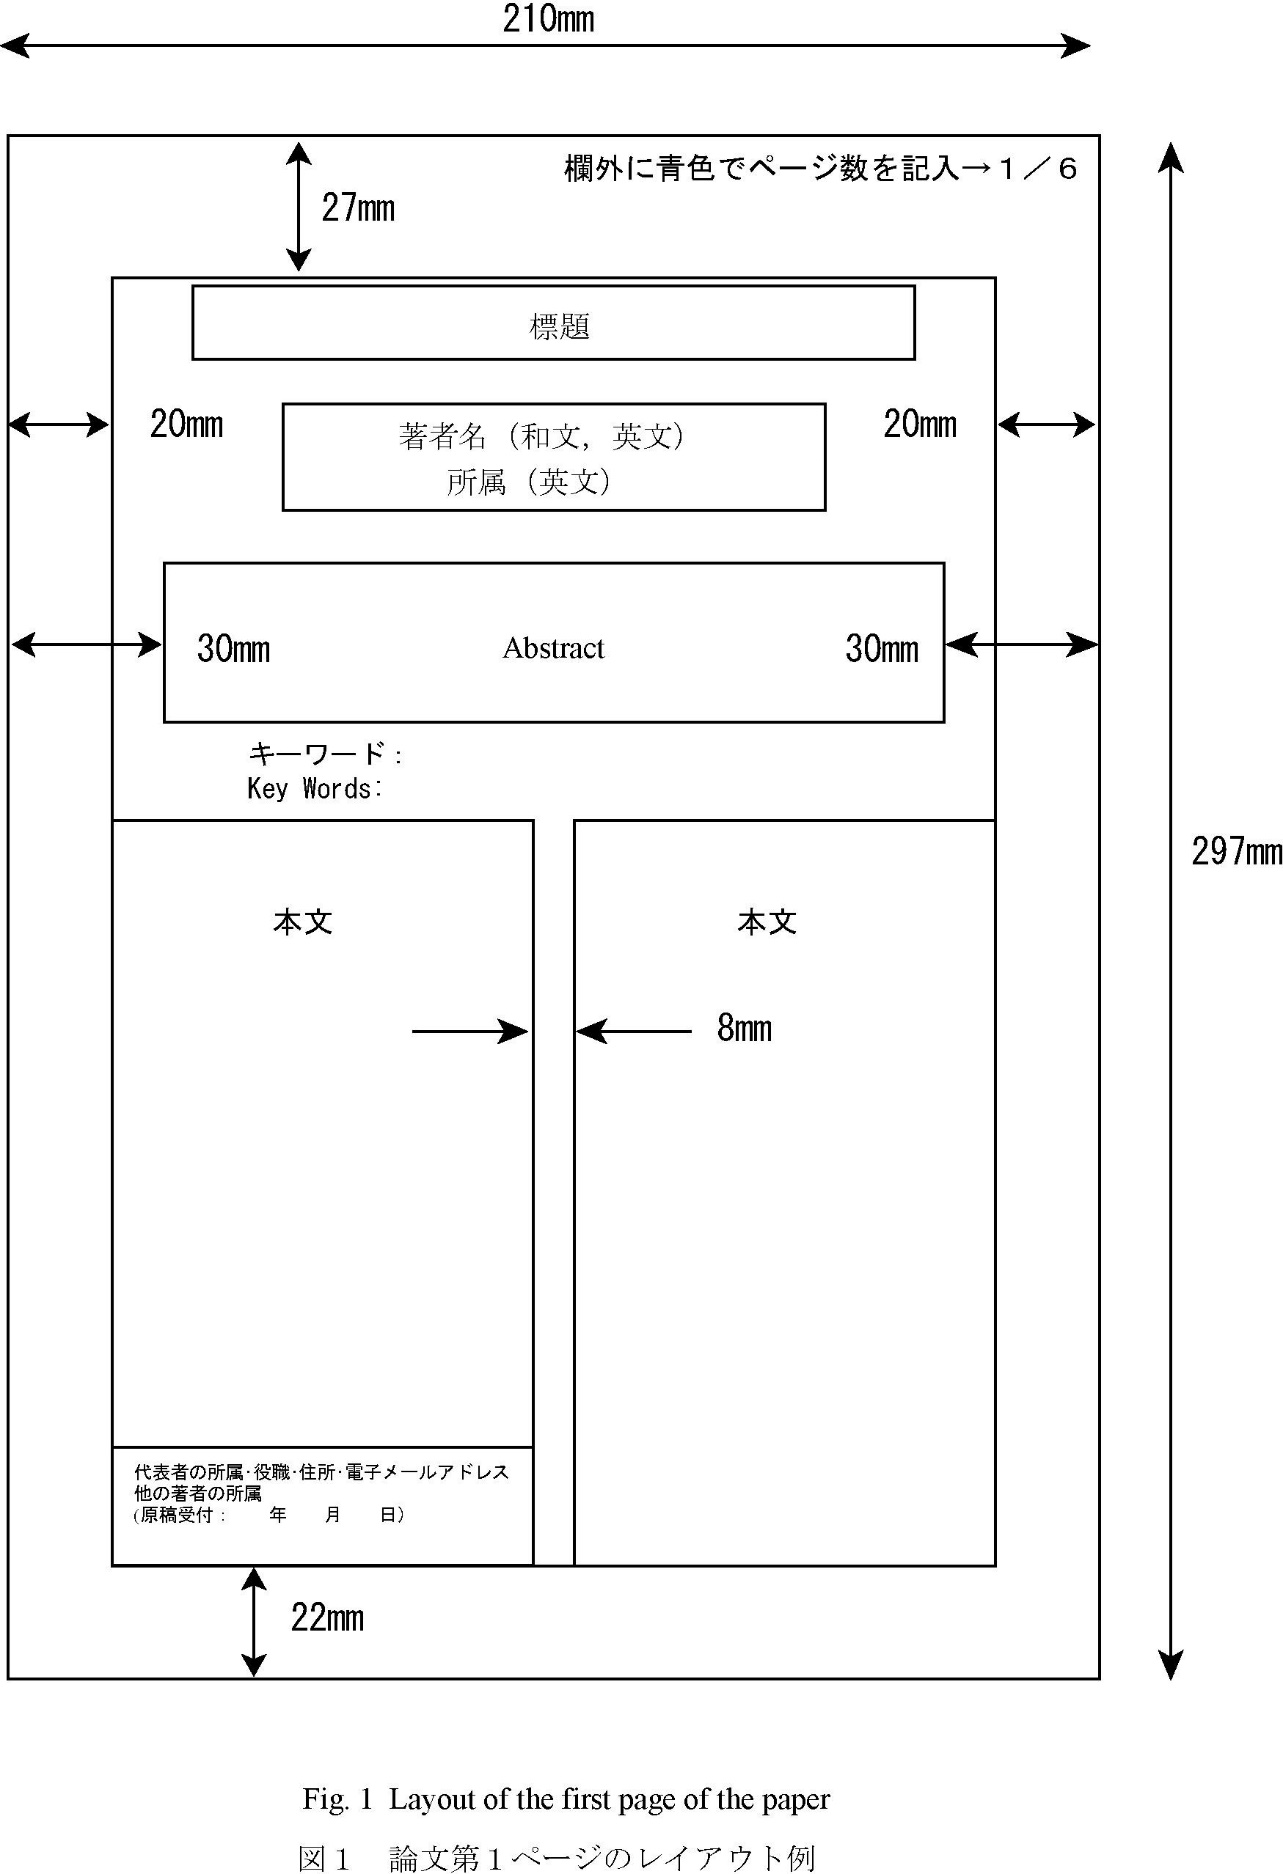 210mm
欄外に青色でページ数を記入→１／６
27mm
標題
20mm
20mm
著者名（和文，英文）
所属（英文）
30mm
Abstract
30mm
キーワード：
Key Words:
297mm
本文
本文
8mm
代表者の所属･役職･住所･電子メールアドレス
他の著者の所属
(原稿受付：　　年　　月　　日）
22mm
Fig. 1 Layout of the first page of the paper
図１　論文第１ページのレイアウト例